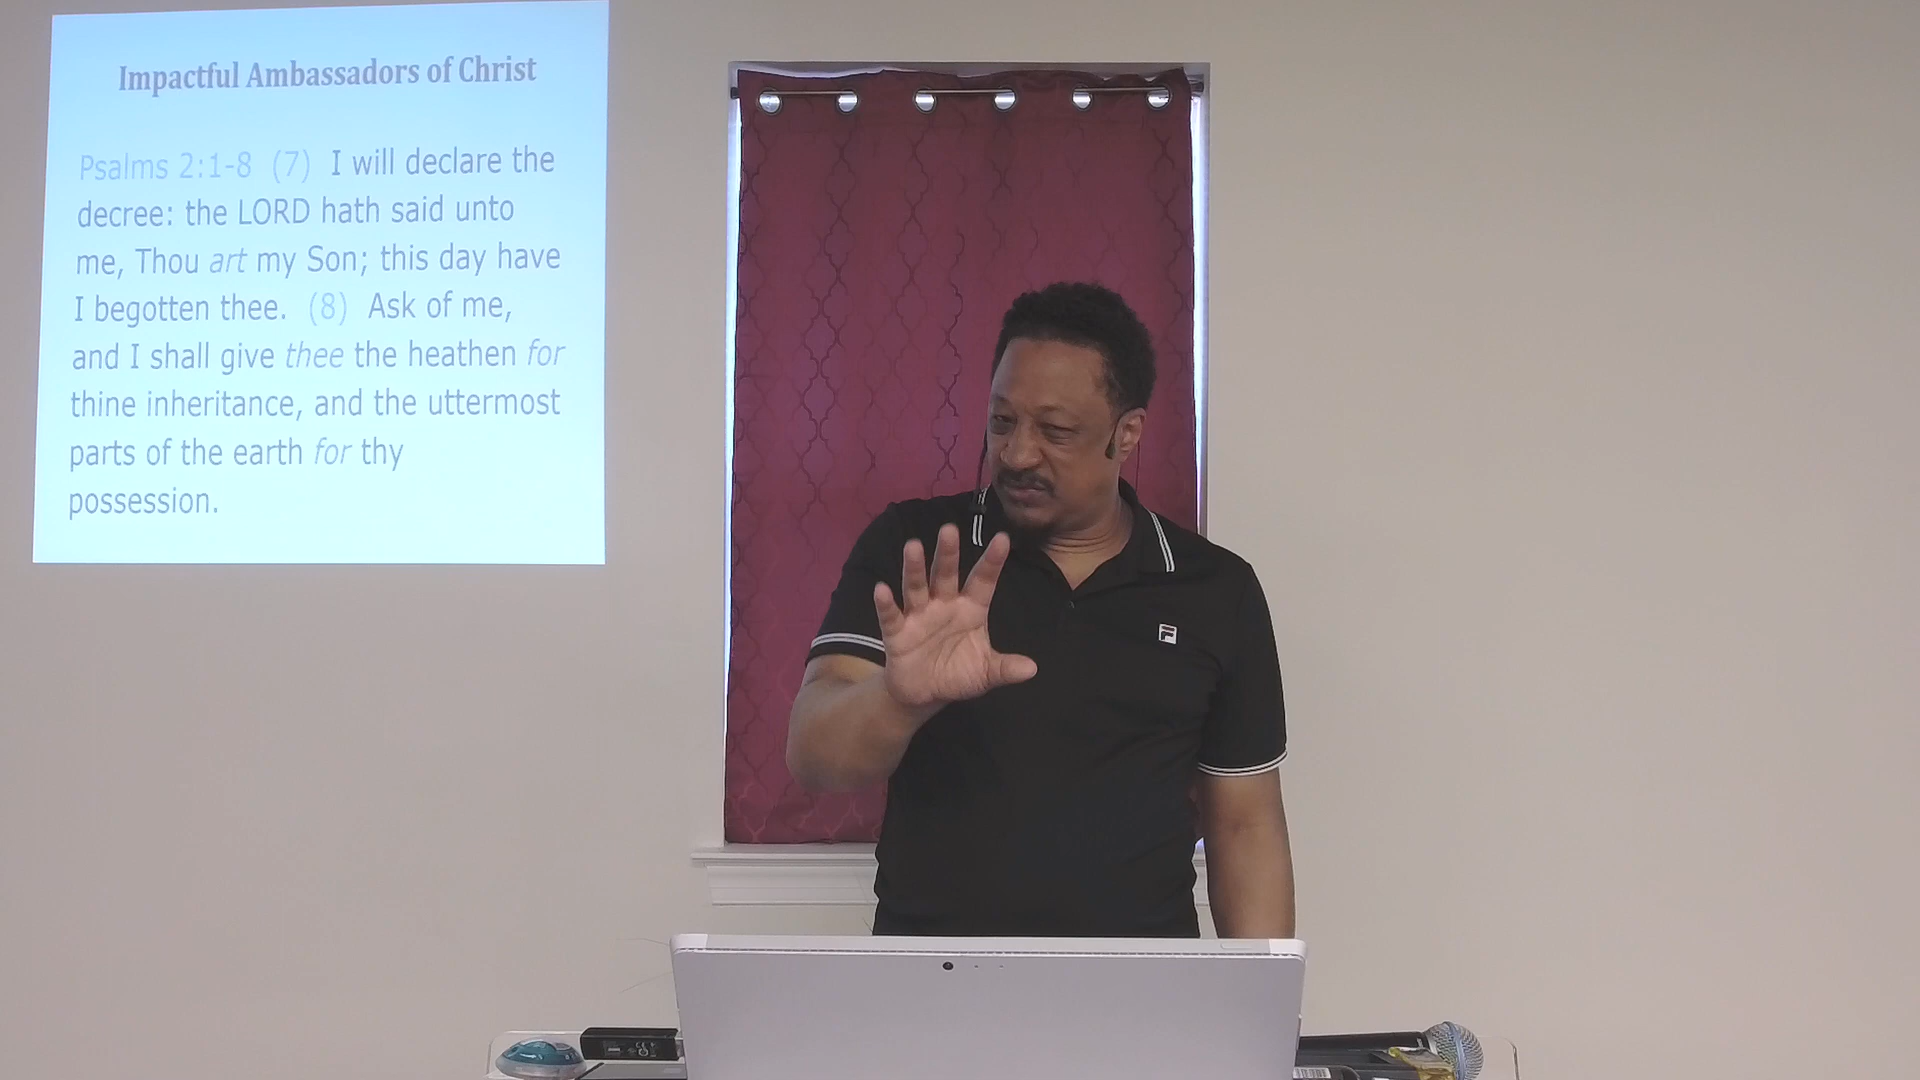 Impactful Ambassadors of Christ
Psalms 2:1-8 (7) I will declare the
decree: the LORD hath said unto
me, Thou art my Son; this day have
I begotten thee. (8) Ask of me,
and I shall give thee the heathen for
thine inheritance, and the uttermost
parts of the earth for thy
possession.